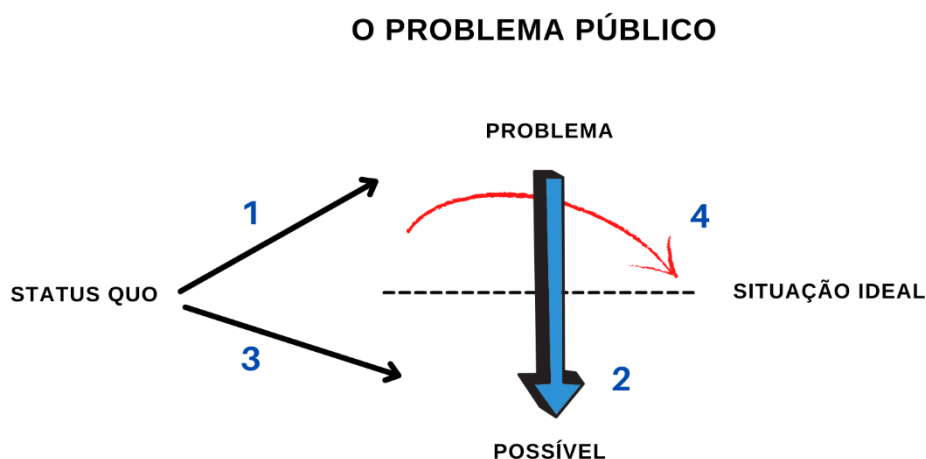 O PROBLEMA PÚBLICO
PROBLEMA
1
4
STATUS QUO
SITUAÇÃO IDEAL
3
2
POSSÍVEL